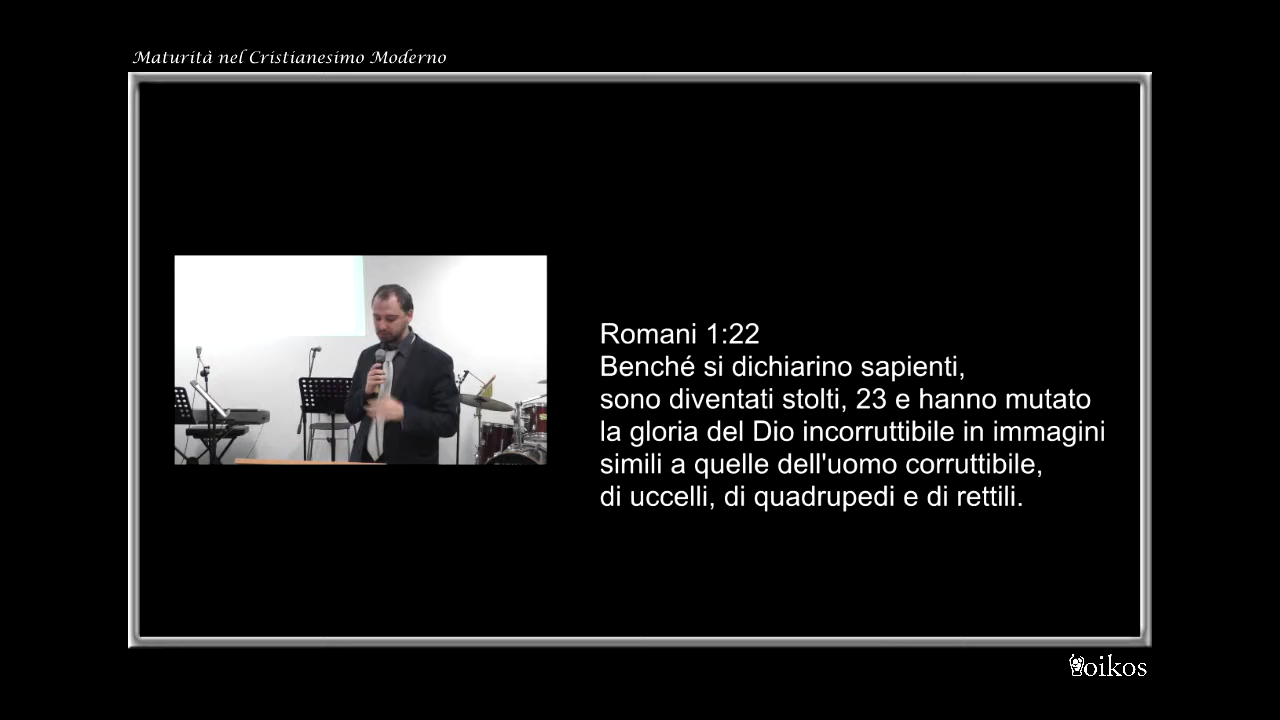 Maturità nel Cristianesimo Moderno
Romani 1:22
Benché si dichiarino sapienti,
sono diventati stolti, 23 e hanno mutato
la gloria del Dio incorruttibile in immagini
simili a quelle dell'uomo corruttibile,
di uccelli, di quadrupedi e di rettili.
oikos